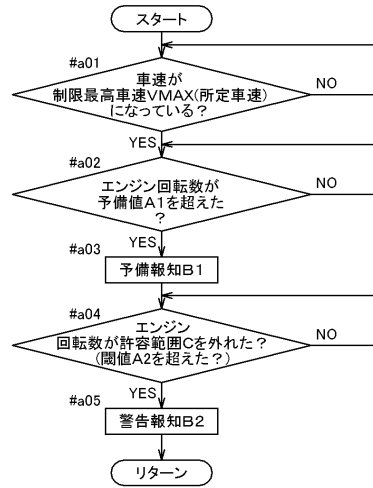 スタート
#a01
車速が
制限最高車速VMAX(所定車速)
になっている？
NO
YES
#a02
エンジン回転数が
予備値A1を超えた
？
NO
YES
#a03
予備報知B1
#a04
エンジン
回転数が許容範囲Cを外れた？
(閾値A2を超えた？)
NO
YES
#a05
警告報知B2
リターン